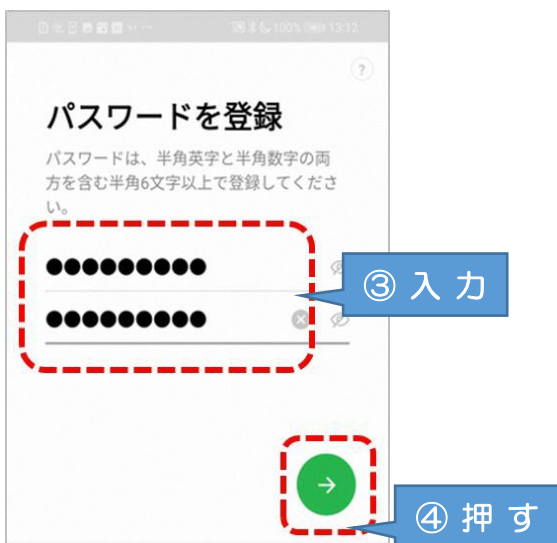 100% 13:12
?
パスワードを登録
パスワードは、半角英字と半角数字の両
方を含む半角6文字以上で登録してくださ
い。
●●●●●●●●●
③ 入 力
●●●●●●●●●
④ 押 す